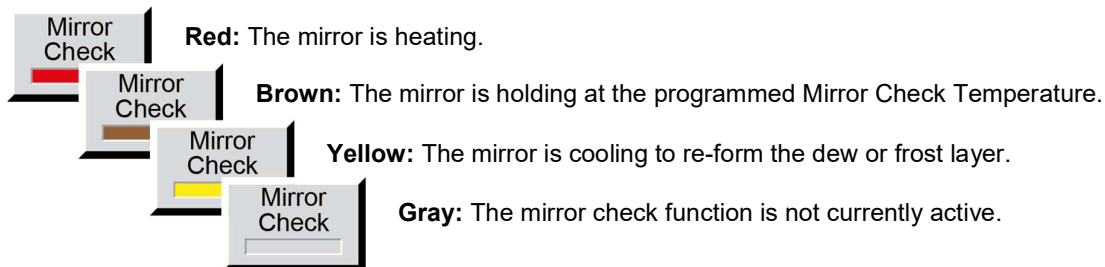 Mirror
Check
Red: The mirror is heating.
Mirror
Check
Brown: The mirror is holding at the programmed Mirror Check Temperature.
Mirror
Check
Yellow: The mirror is cooling to re-form the dew or frost layer.
Mirror
Check
Gray: The mirror check function is not currently active.